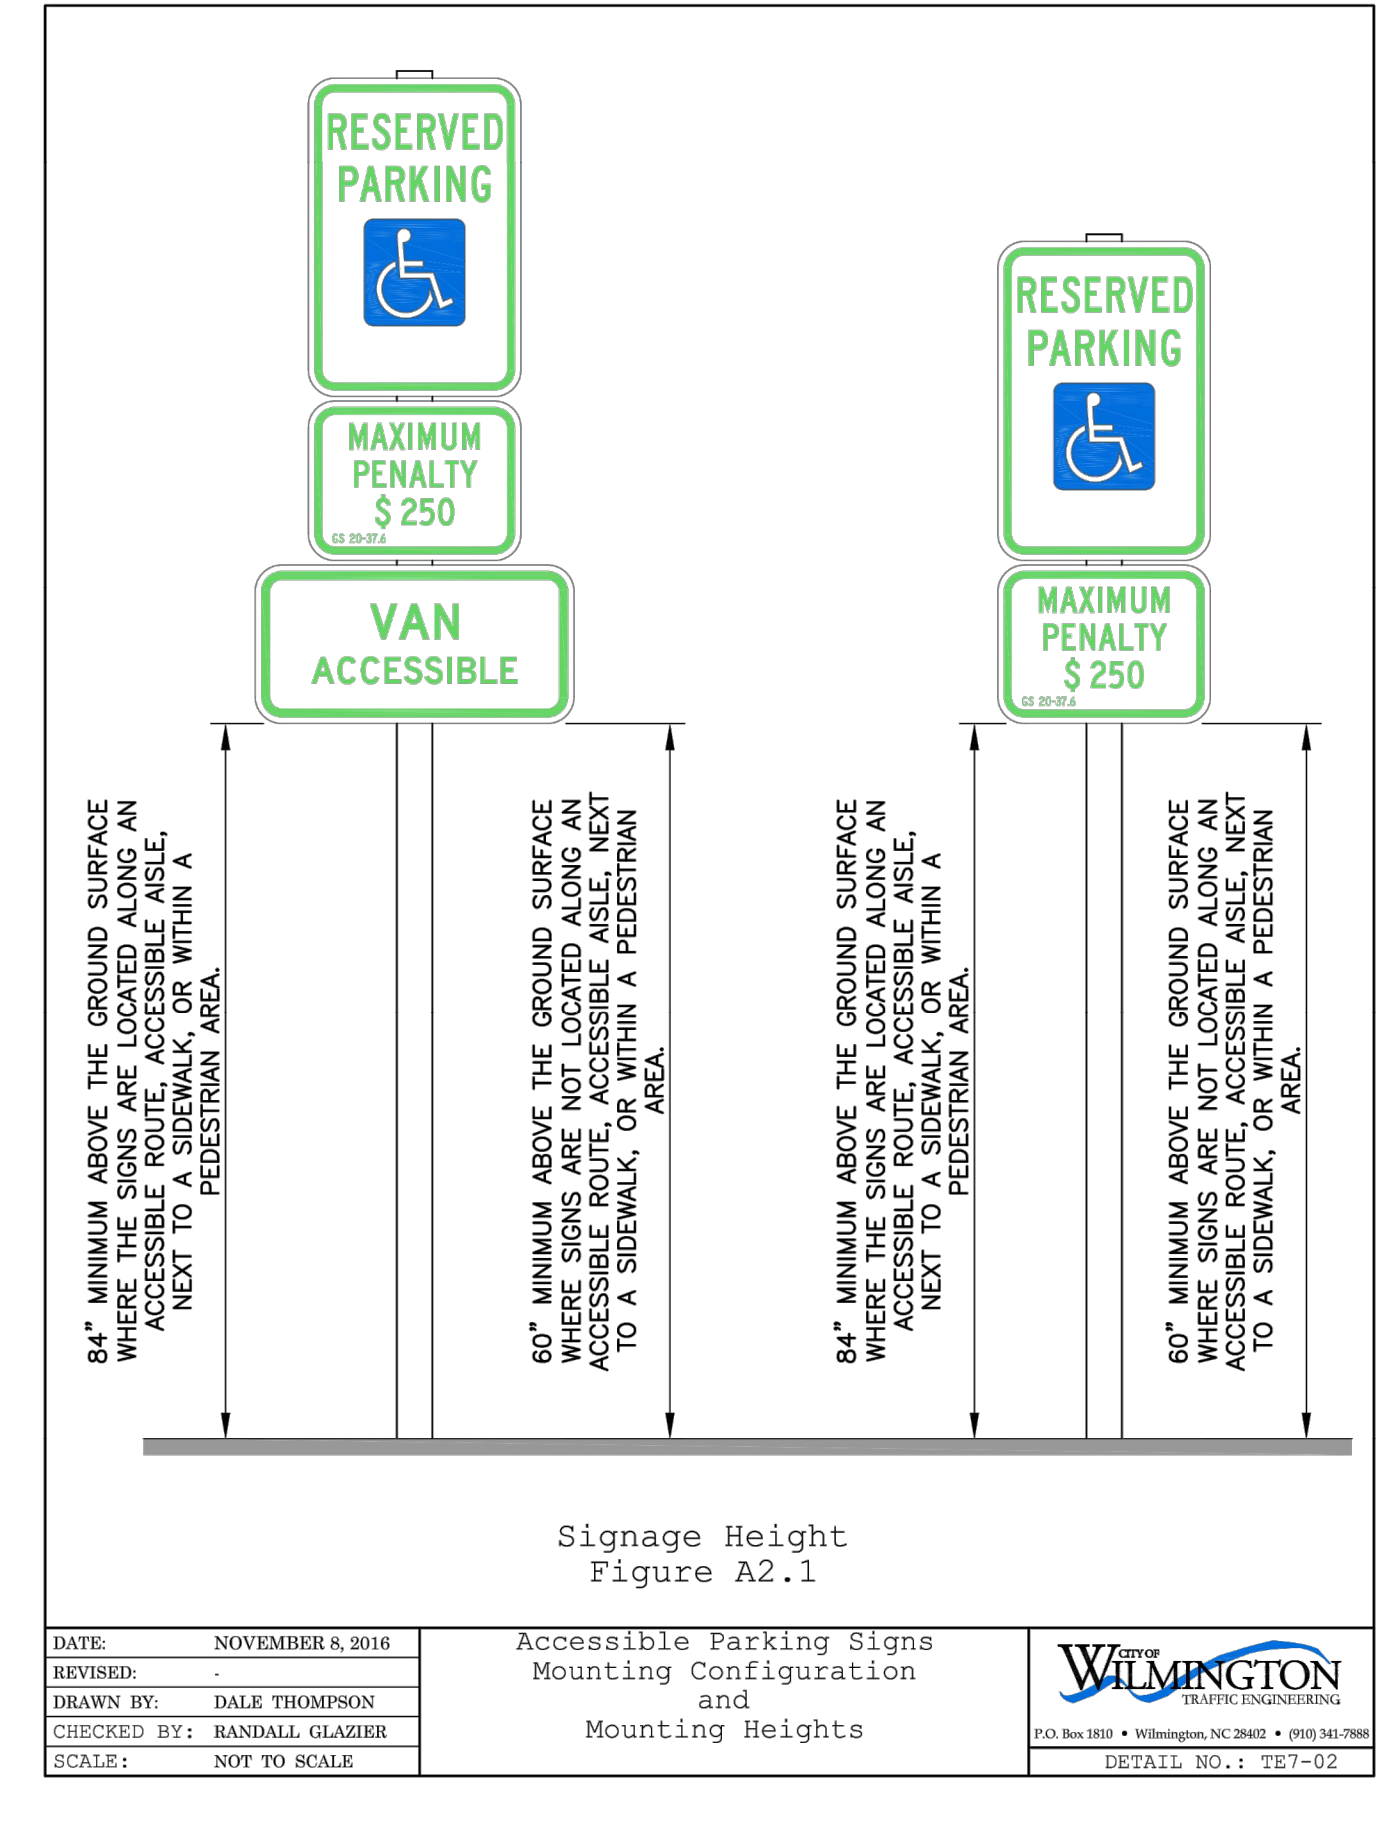 RESERVED
PARKING
MAXIMUM
PENALTY
$ 250
GS 20-37.6
VAN
ACCESSIBLE
RESERVED
PARKING
MAXIMUM
PENALTY
$ 250
GS 20-37.6
84" MINIMUM ABOVE THE GROUND SURFACE
WHERE THE SIGNS ARE LOCATED ALONG AN
ACCESSIBLE ROUTE, ACCESSIBLE AISLE,
NEXT TO A SIDEWALK, OR WITHIN A
PEDESTRIAN AREA.
60" MINIMUM ABOVE THE GROUND SURFACE
WHERE SIGNS ARE NOT LOCATED ALONG AN
ACCESSIBLE ROUTE, ACCESSIBLE AISLE, NEXT
TO A SIDEWALK, OR WITHIN A PEDESTRIAN
AREA.
84" MINIMUM ABOVE THE GROUND SURFACE
WHERE THE SIGNS ARE LOCATED ALONG AN
ACCESSIBLE ROUTE, ACCESSIBLE AISLE,
NEXT TO A SIDEWALK, OR WITHIN A
PEDESTRIAN AREA.
60" MINIMUM ABOVE THE GROUND SURFACE
WHERE SIGNS ARE NOT LOCATED ALONG AN
ACCESSIBLE ROUTE, ACCESSIBLE AISLE, NEXT
TO A SIDEWALK, OR WITHIN A PEDESTRIAN
AREA.
Signage Height
Figure A2.1
DATE: NOVEMBER 8, 2016
REVISED: -
DRAWN BY: DALE THOMPSON
CHECKED BY: RANDALL GLAZIER
SCALE: NOT TO SCALE
Accessible Parking Signs
Mounting Configuration
and
Mounting Heights
CITY OF
WILMINGTON
TRAFFIC ENGINEERING
P.O. Box 1810 • Wilmington, NC 28402 • (910) 341-7888
DETAIL NO.: TE7-02